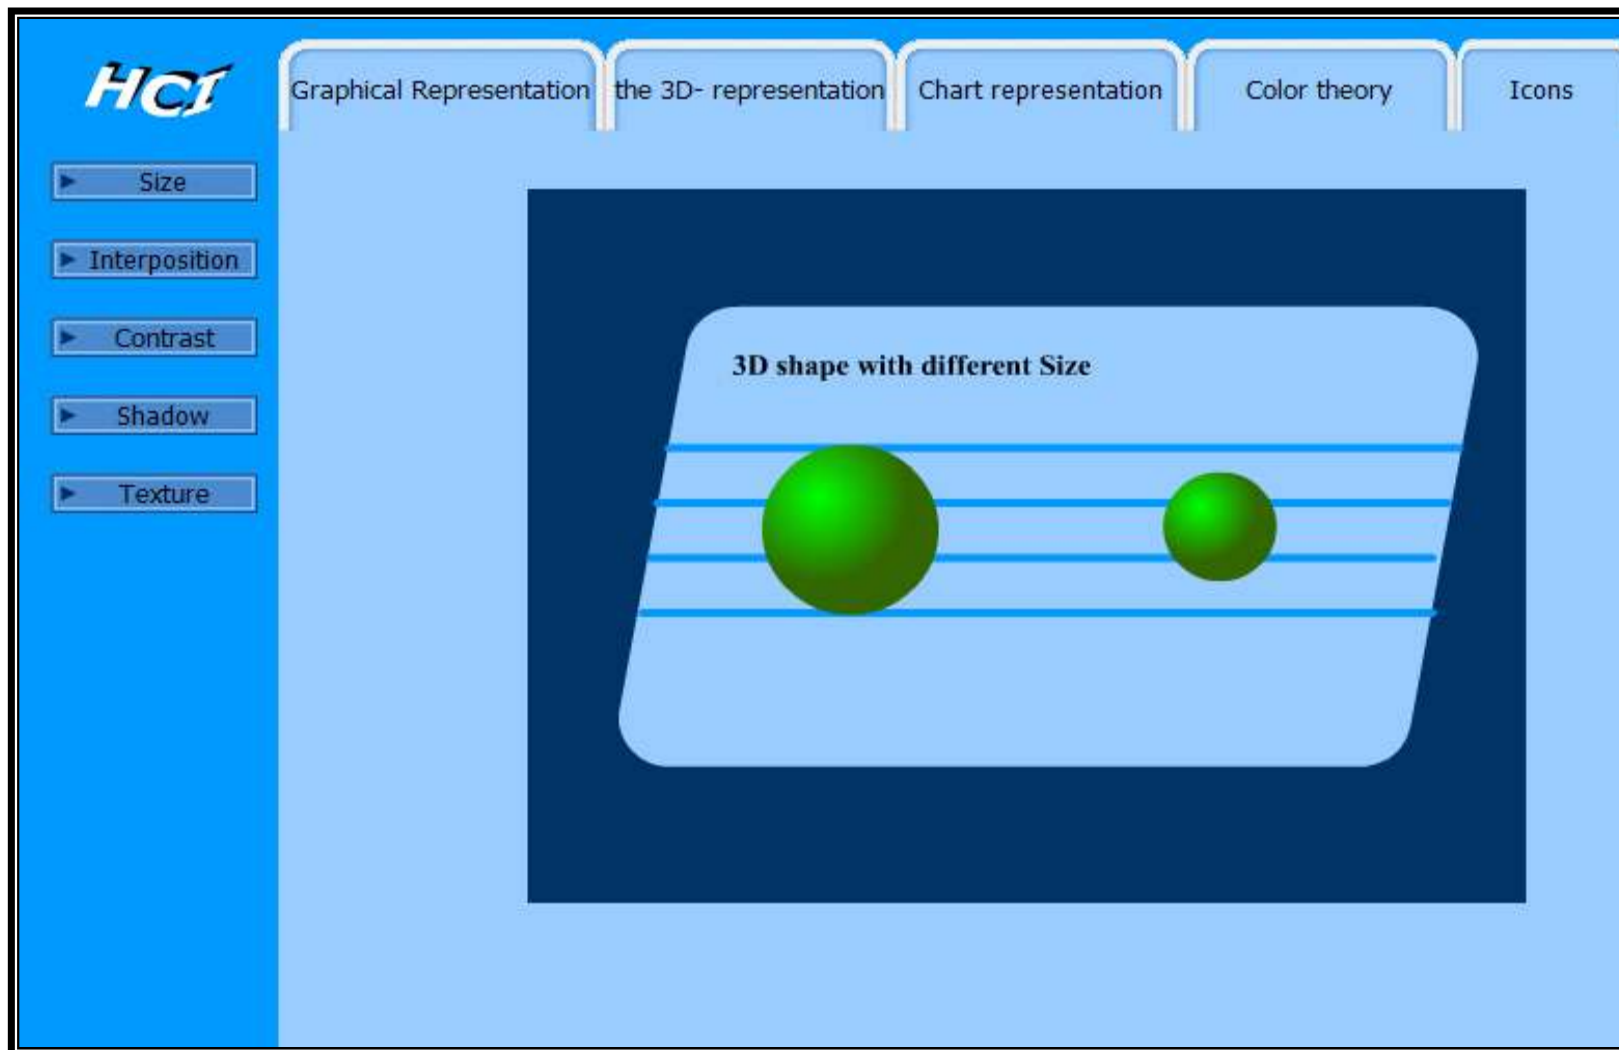 HCI
Graphical Representation
the 3D- representation
Chart representation
Color theory
Icons
Size
Interposition
Contrast
Shadow
Texture
3D shape with different Size